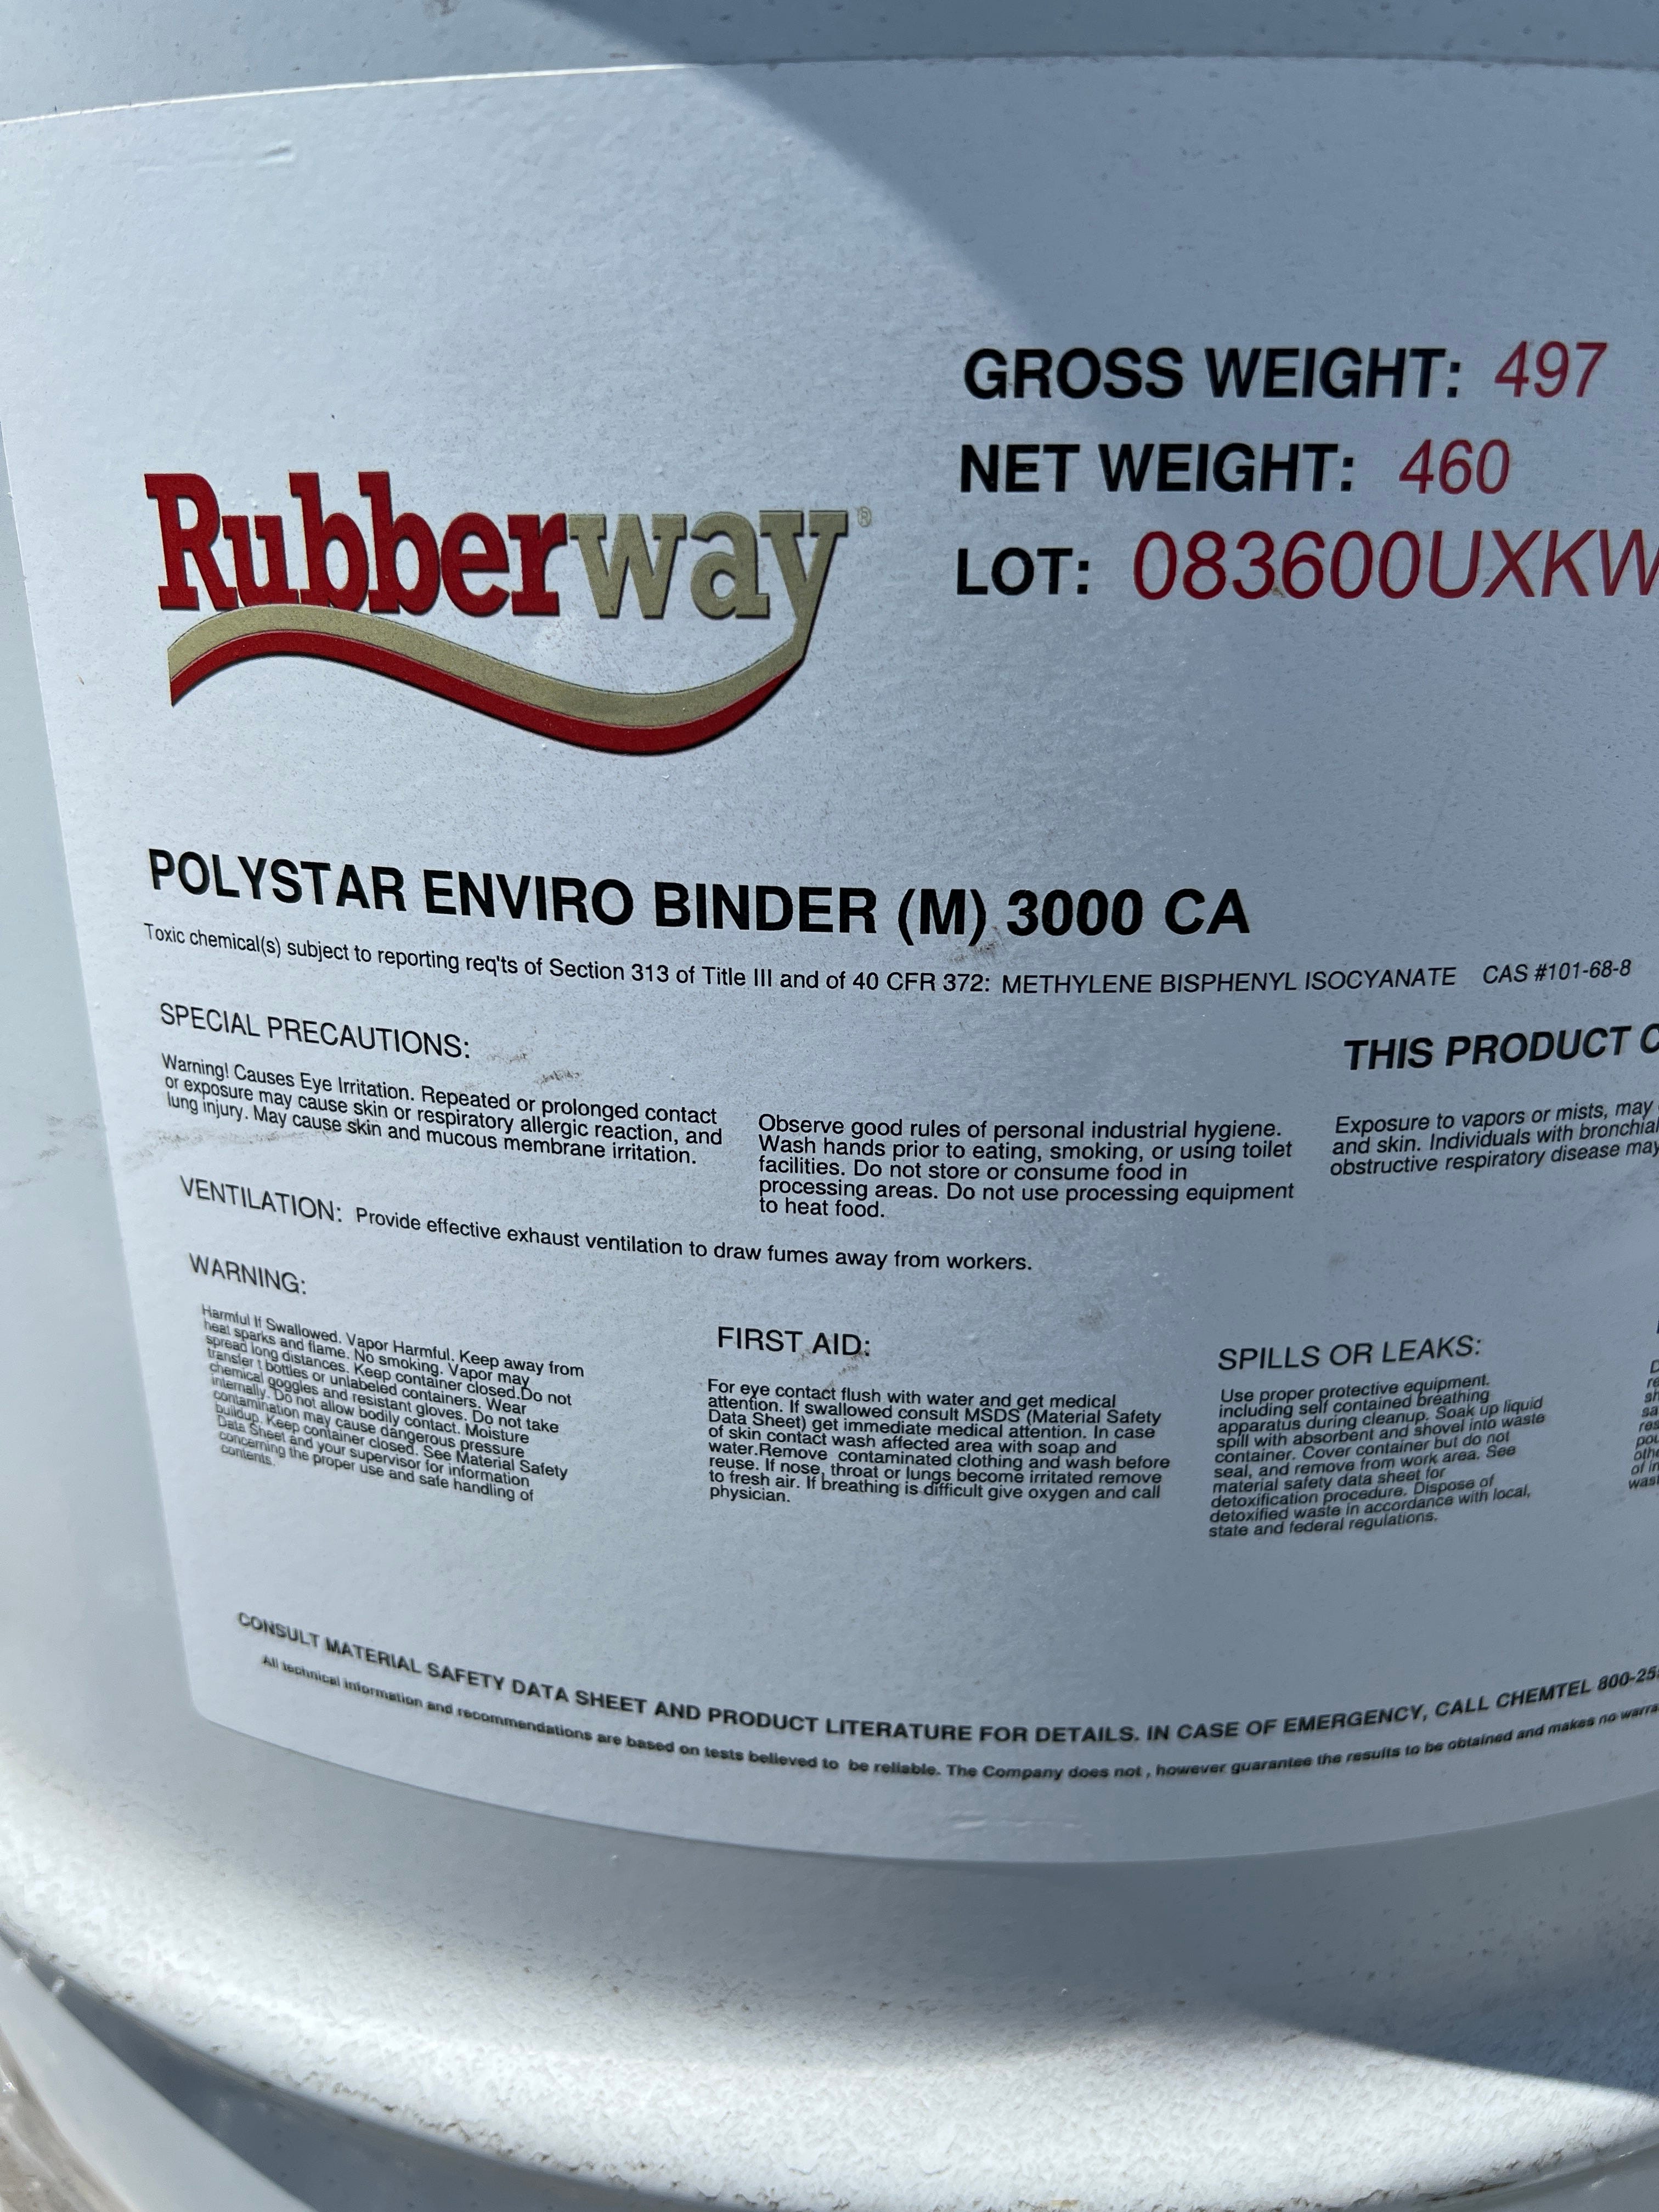 GROSS WEIGHT: 497
NET WEIGHT: 460
LOT: 083600UXKW
Rubberway®
POLYSTAR ENVIRO BINDER (M) 3000 CA
Toxic chemical(s) subject to reporting req'ts of Section 313 of Title III and of 40 CFR 372: METHYLENE BISPHENYL ISOCYANATE CAS #101-68-8
SPECIAL PRECAUTIONS:
Warning! Causes Eye Irritation. Repeated or prolonged contact
or exposure may cause skin or respiratory allergic reaction, and
lung injury. May cause skin and mucous membrane irritation.
Observe good rules of personal industrial hygiene.
Wash hands prior to eating, smoking, or using toilet
facilities. Do not store or consume food in
processing areas. Do not use processing equipment
to heat food.
THIS PRODUCT
Exposure to vapors or mists, may
and skin. Individuals with bronchial
obstructive respiratory disease may
VENTILATION: Provide effective exhaust ventilation to draw fumes away from workers.
WARNING:
Harmful If Swallowed. Vapor Harmful. Keep away from
heat sparks and flame. No smoking. Vapor may
spread long distances. Keep container closed.Do not
transfer t bottles or unlabeled containers. Wear
chemical goggles and resistant gloves. Do not take
internally. Do not allow bodily contact. Moisture
contamination may cause dangerous pressure
buildup. Keep container closed. See Material Safety
Data Sheet and your supervisor for information
concerning the proper use and safe handling of
contents.
FIRST AID:
For eye contact flush with water and get medical
attention. If swallowed consult MSDS (Material Safety
Data Sheet) get immediate medical attention. In case
of skin contact wash affected area with soap and
water.Remove contaminated clothing and wash before
reuse. If nose, throat or lungs become irritated remove
to fresh air. If breathing is difficult give oxygen and call
physician.
SPILLS OR LEAKS:
Use proper protective equipment,
including self contained breathing
apparatus during cleanup. Soak up liquid
spill with absorbent and shovel into waste
container. Cover container but do not
seal, and remove from work area. See
material safety data sheet for
detoxification procedure. Dispose of
detoxified waste in accordance with local,
state and federal regulations.
CONSULT MATERIAL SAFETY DATA SHEET AND PRODUCT LITERATURE FOR DETAILS. IN CASE OF EMERGENCY, CALL CHEMTEL 800-25
All technical information and recommendations are based on tests believed to be reliable. The Company does not , however guarantee the results to be obtained and makes no warra